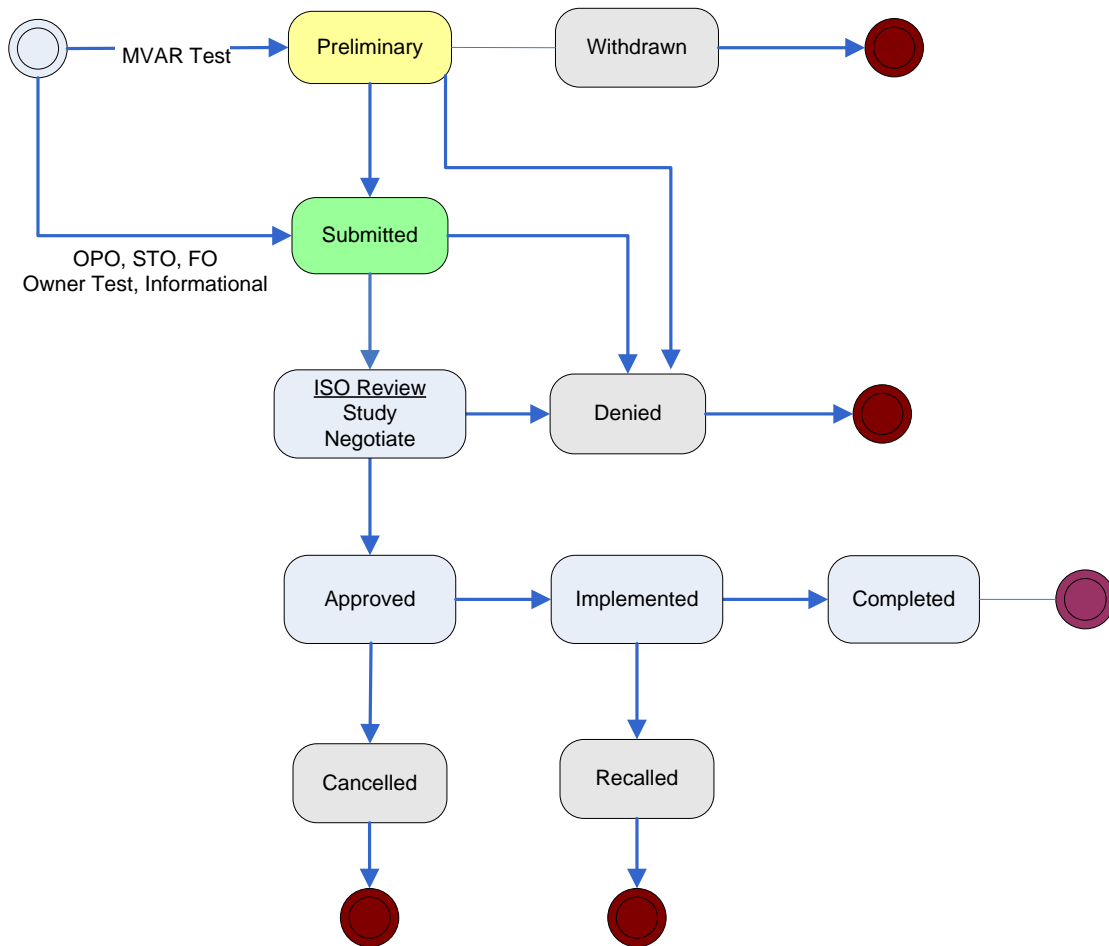 MVAR Test
Preliminary
Withdrawn
Submitted
OPO, STO, FO
Owner Test, Informational
ISO Review
Study
Negotiate
Denied
Approved
Implemented
Completed
Cancelled
Recalled